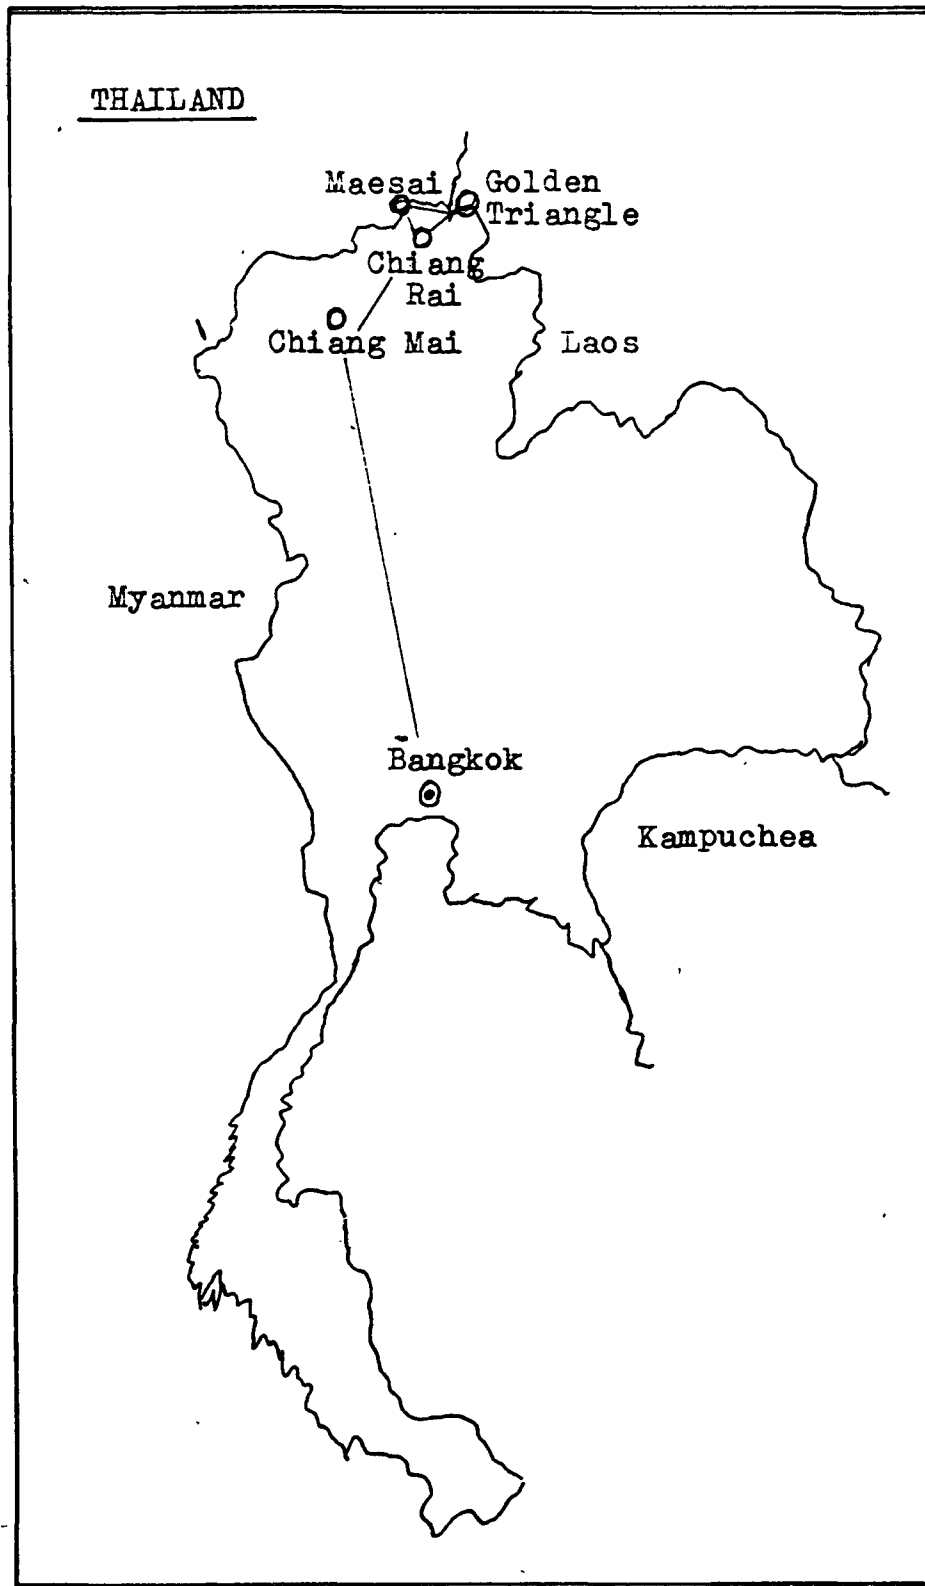 THAILAND
Maesai
Golden
Triangle
Chiang
Rai
Chiang Mai
Laos
Myanmar
Bangkok
Kampuchea